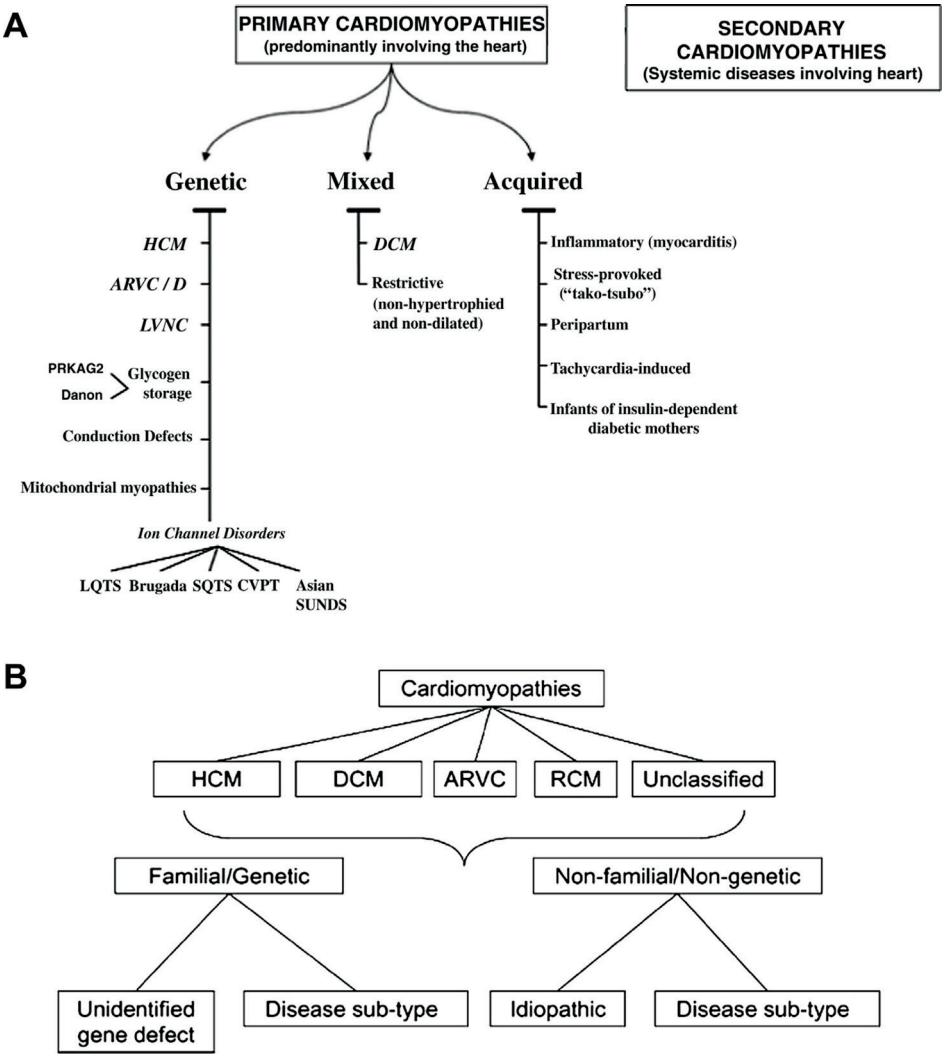 A
PRIMARY CARDIOMYOPATHIES
(predominantly involving the heart)
SECONDARY
CARDIOMYOPATHIES
(Systemic diseases involving heart)
Genetic
Mixed
Acquired
HCM
ARVC / D
LVNC
PRKAG2
Danon
Glycogen
storage
Conduction Defects
Mitochondrial myopathies
Ion Channel Disorders
LQTS Brugada SQTS CVPT Asian
SUNDS
DCM
Restrictive
(non-hypertrophied
and non-dilated)
Inflammatory (myocarditis)
Stress-provoked
(“tako-tsubo”)
Peripartum
Tachycardia-induced
Infants of insulin-dependent
diabetic mothers
B
Cardiomyopathies
HCM
DCM
ARVC
RCM
Unclassified
Familial/Genetic
Non-familial/Non-genetic
Unidentified
gene defect
Disease sub-type
Idiopathic
Disease sub-type